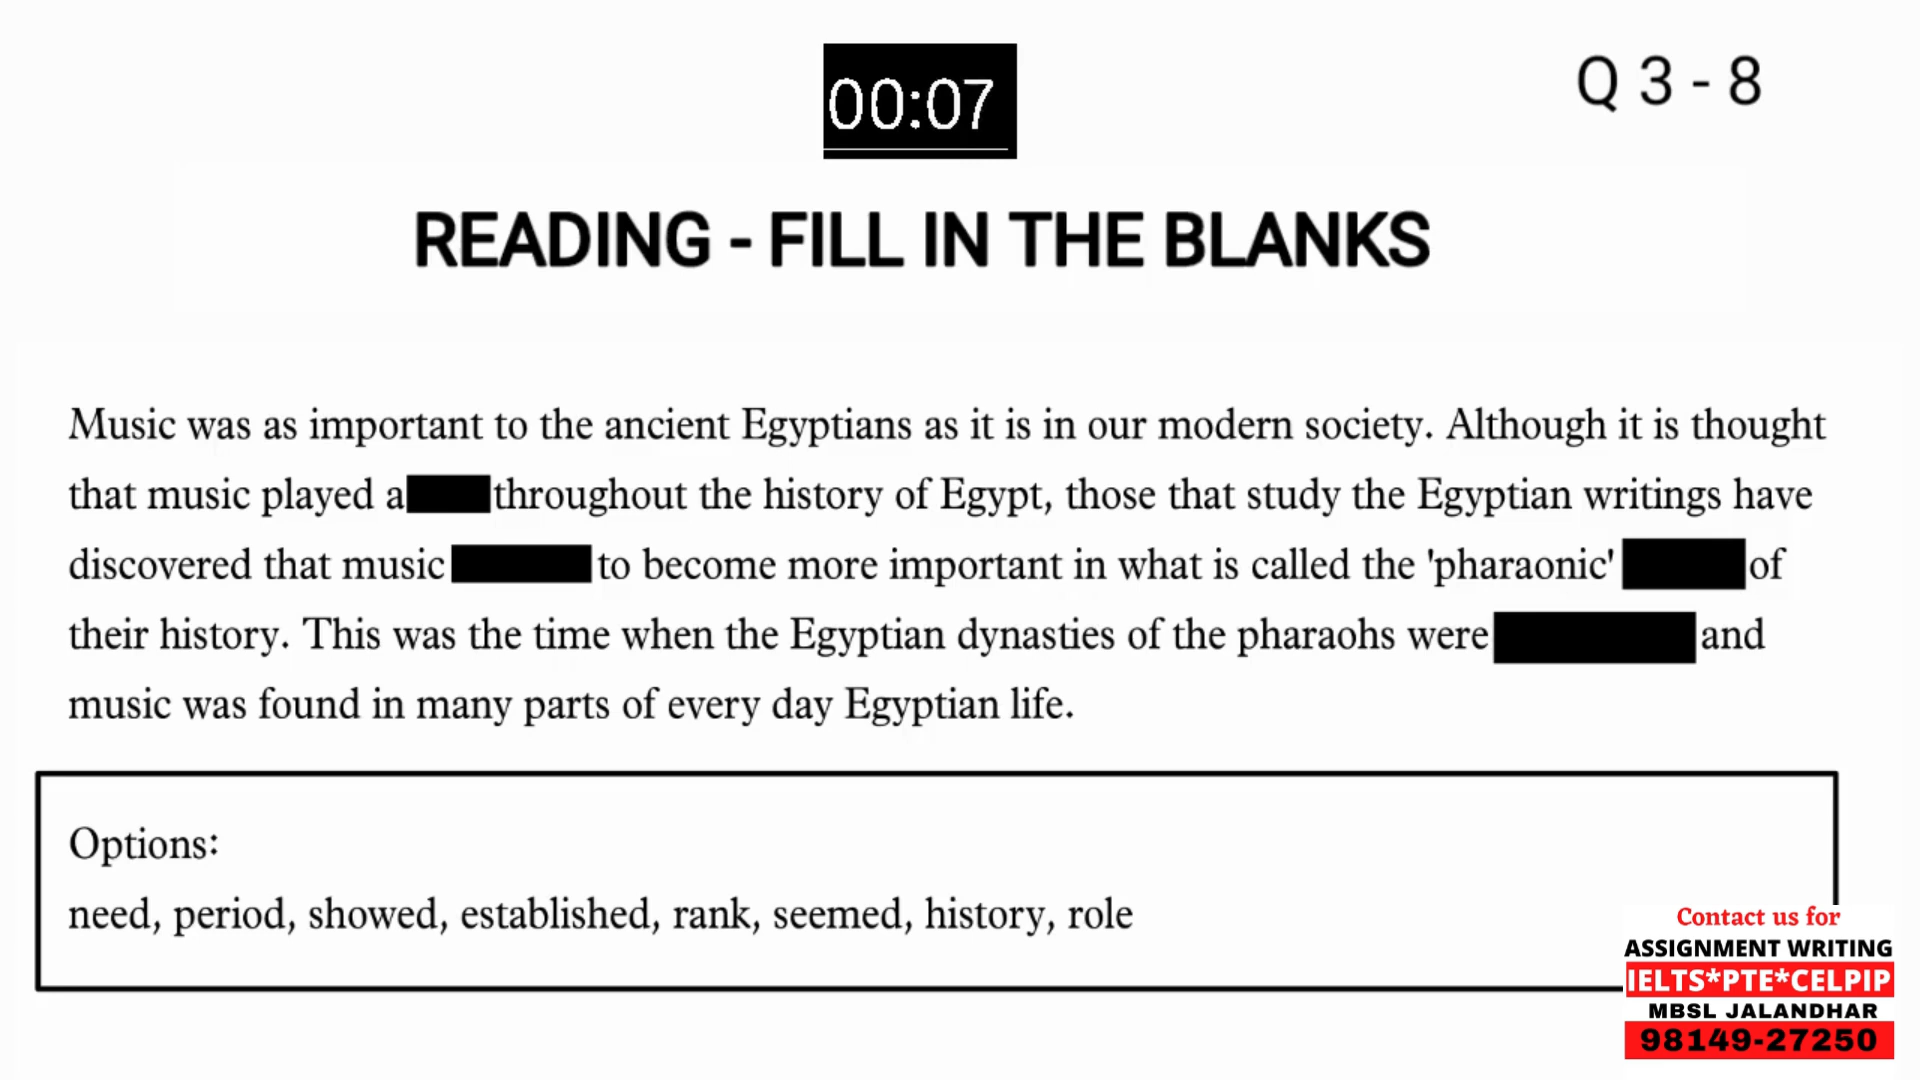 00:07
Q 3 - 8
READING - FILL IN THE BLANKS
Music was as important to the ancient Egyptians as it is in our modern society. Although it is thought
that music played a throughout the history of Egypt, those that study the Egyptian writings have
discovered that music to become more important in what is called the 'pharaonic' of
their history. This was the time when the Egyptian dynasties of the pharaohs were and
music was found in many parts of every day Egyptian life.
Options:
need, period, showed, established, rank, seemed, history, role
Contact us for
ASSIGNMENT WRITING
IELTS*PTE*CELPIP
MBSL JALANDHAR
98149-27250